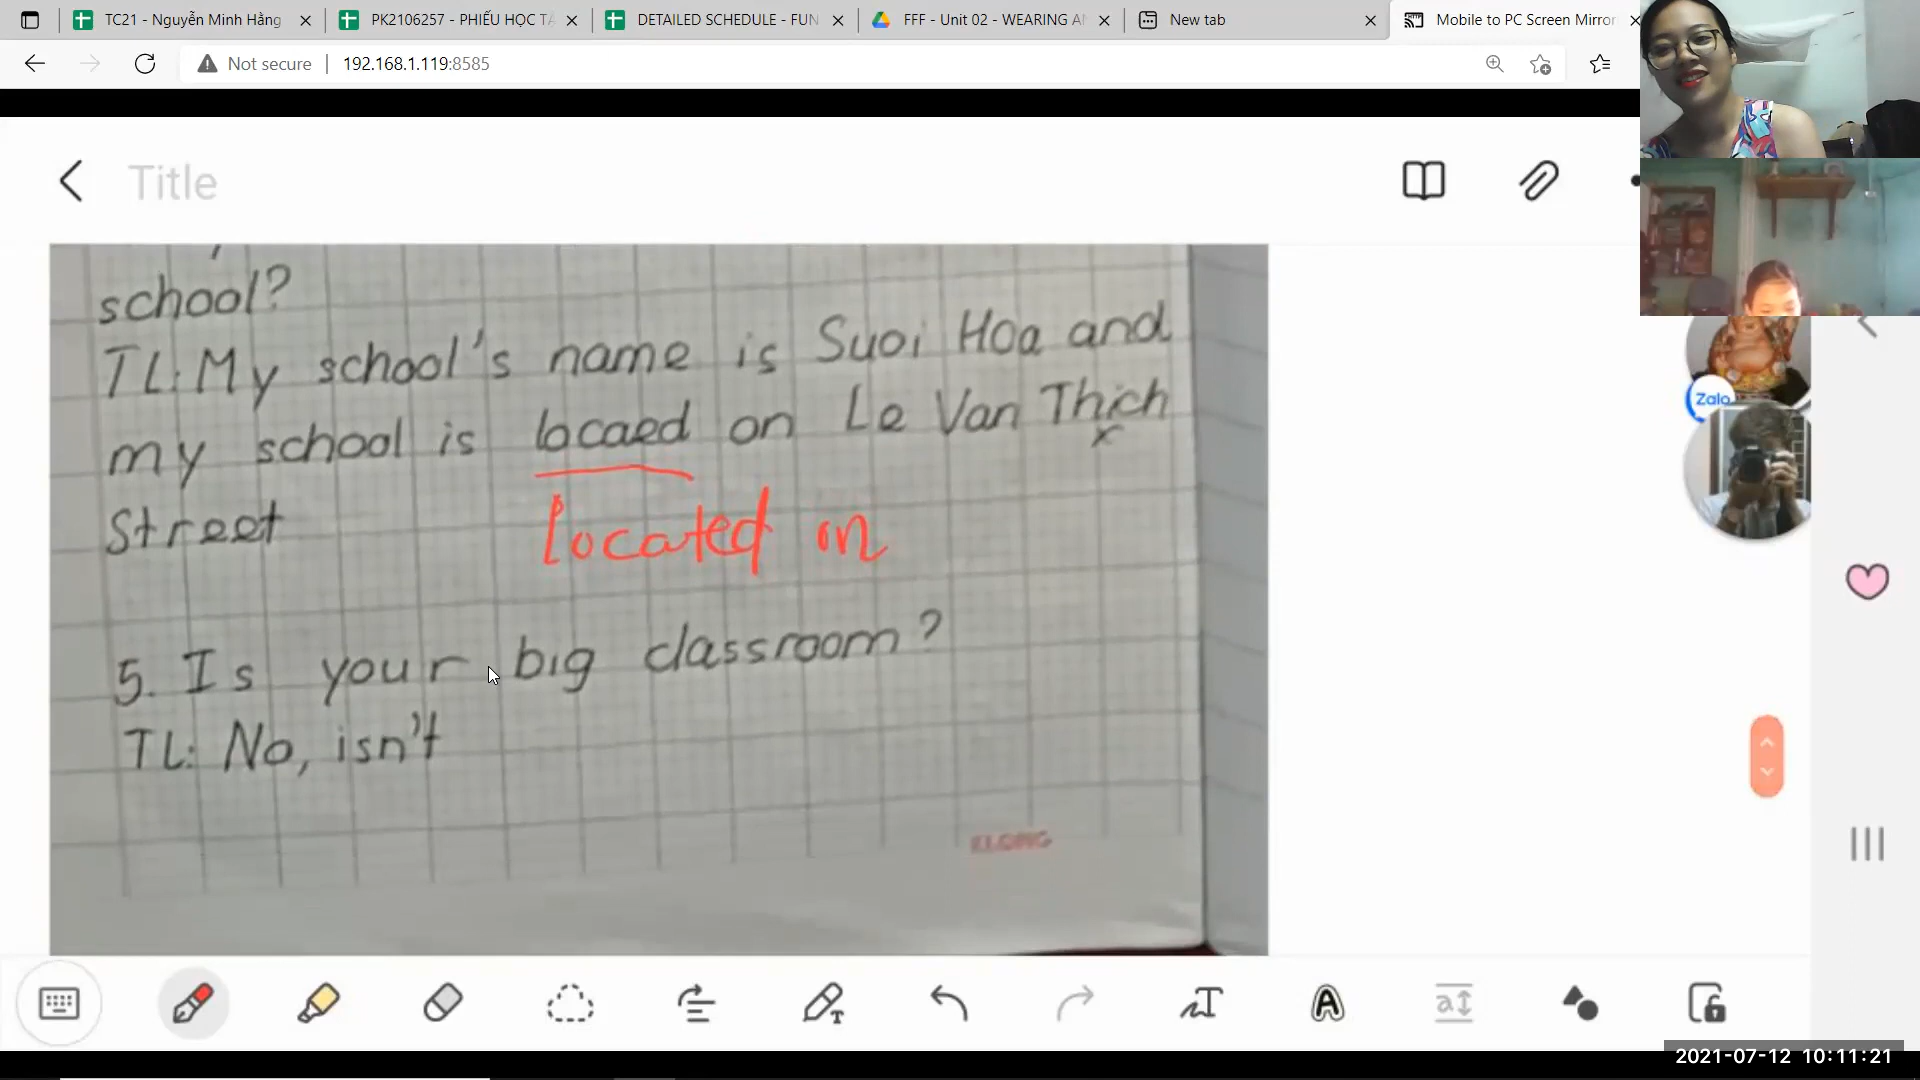 TC21 - Nguyễn Minh Hằng
PK2106257 - PHIẾU HỌC TẬ
DETAILED SCHEDULE - FUN
FFF - Unit 02 - WEARING AN
New tab
Mobile to PC Screen Mirror
Not secure
192.168.1.119:8585
Title
school?
TL: My school's name is Suoi Hoa and
my school is locaed on Le Van Thich
x
Street
located in
5. Is your big classroom?
TL: No, isn't
KLONG
Zalo
2021-07-12 10:11:21